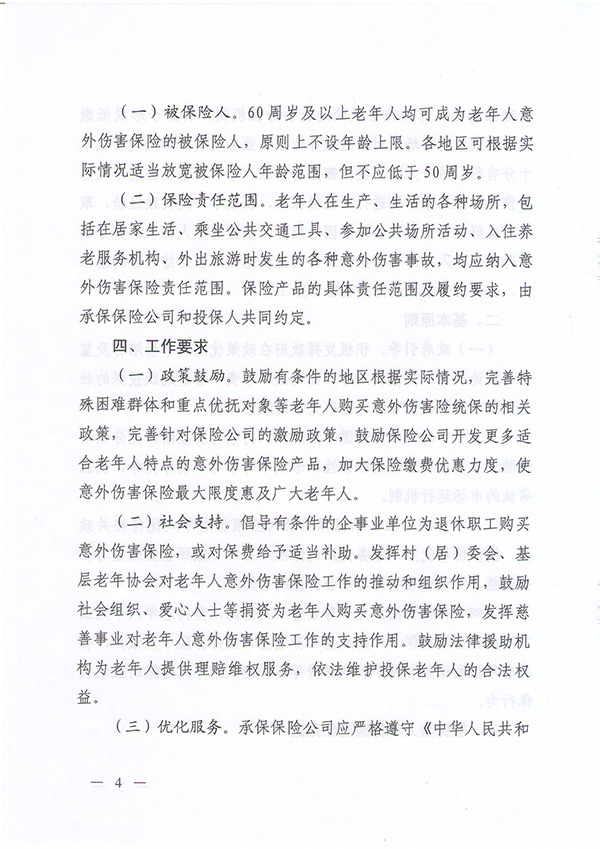 （一）被保险人。60周岁及以上老年人均可成为老年人意
外伤害保险的被保险人，原则上不设年龄上限。各地区可根据实
际情况适当放宽被保险人年龄范围，但不应低于50周岁。
（二）保险责任范围。老年人在生产、生活的各种场所，包
括在居家生活、乘坐公共交通工具、参加公共场所活动、入住养
老服务机构、外出旅游时发生的各种意外伤害事故，均应纳入意
外伤害保险责任范围。保险产品的具体责任范围及履约要求，由
承保保险公司和投保人共同约定。
四、工作要求
（一）政策鼓励。鼓励有条件的地区根据实际情况，完善特
殊困难群体和重点优抚对象等老年人购买意外伤害险统保的相关
政策，完善针对保险公司的激励政策，鼓励保险公司开发更多适
合老年人特点的意外伤害保险产品，加大保险缴费优惠力度，使
意外伤害保险最大限度惠及广大老年人。
（二）社会支持。倡导有条件的企事业单位为退休职工购买
意外伤害保险，或对保费给予适当补助。发挥村（居）委会、基
层老年协会对老年人意外伤害保险工作的推动和组织作用，鼓励
社会组织、爱心人士等捐资为老年人购买意外伤害保险，发挥慈
善事业对老年人意外伤害保险工作的支持作用。鼓励法律援助机
构为老年人提供理赔维权服务，依法维护投保老年人的合法权
益。
（三）优化服务。承保保险公司应严格遵守《中华人民共和
— 4 —